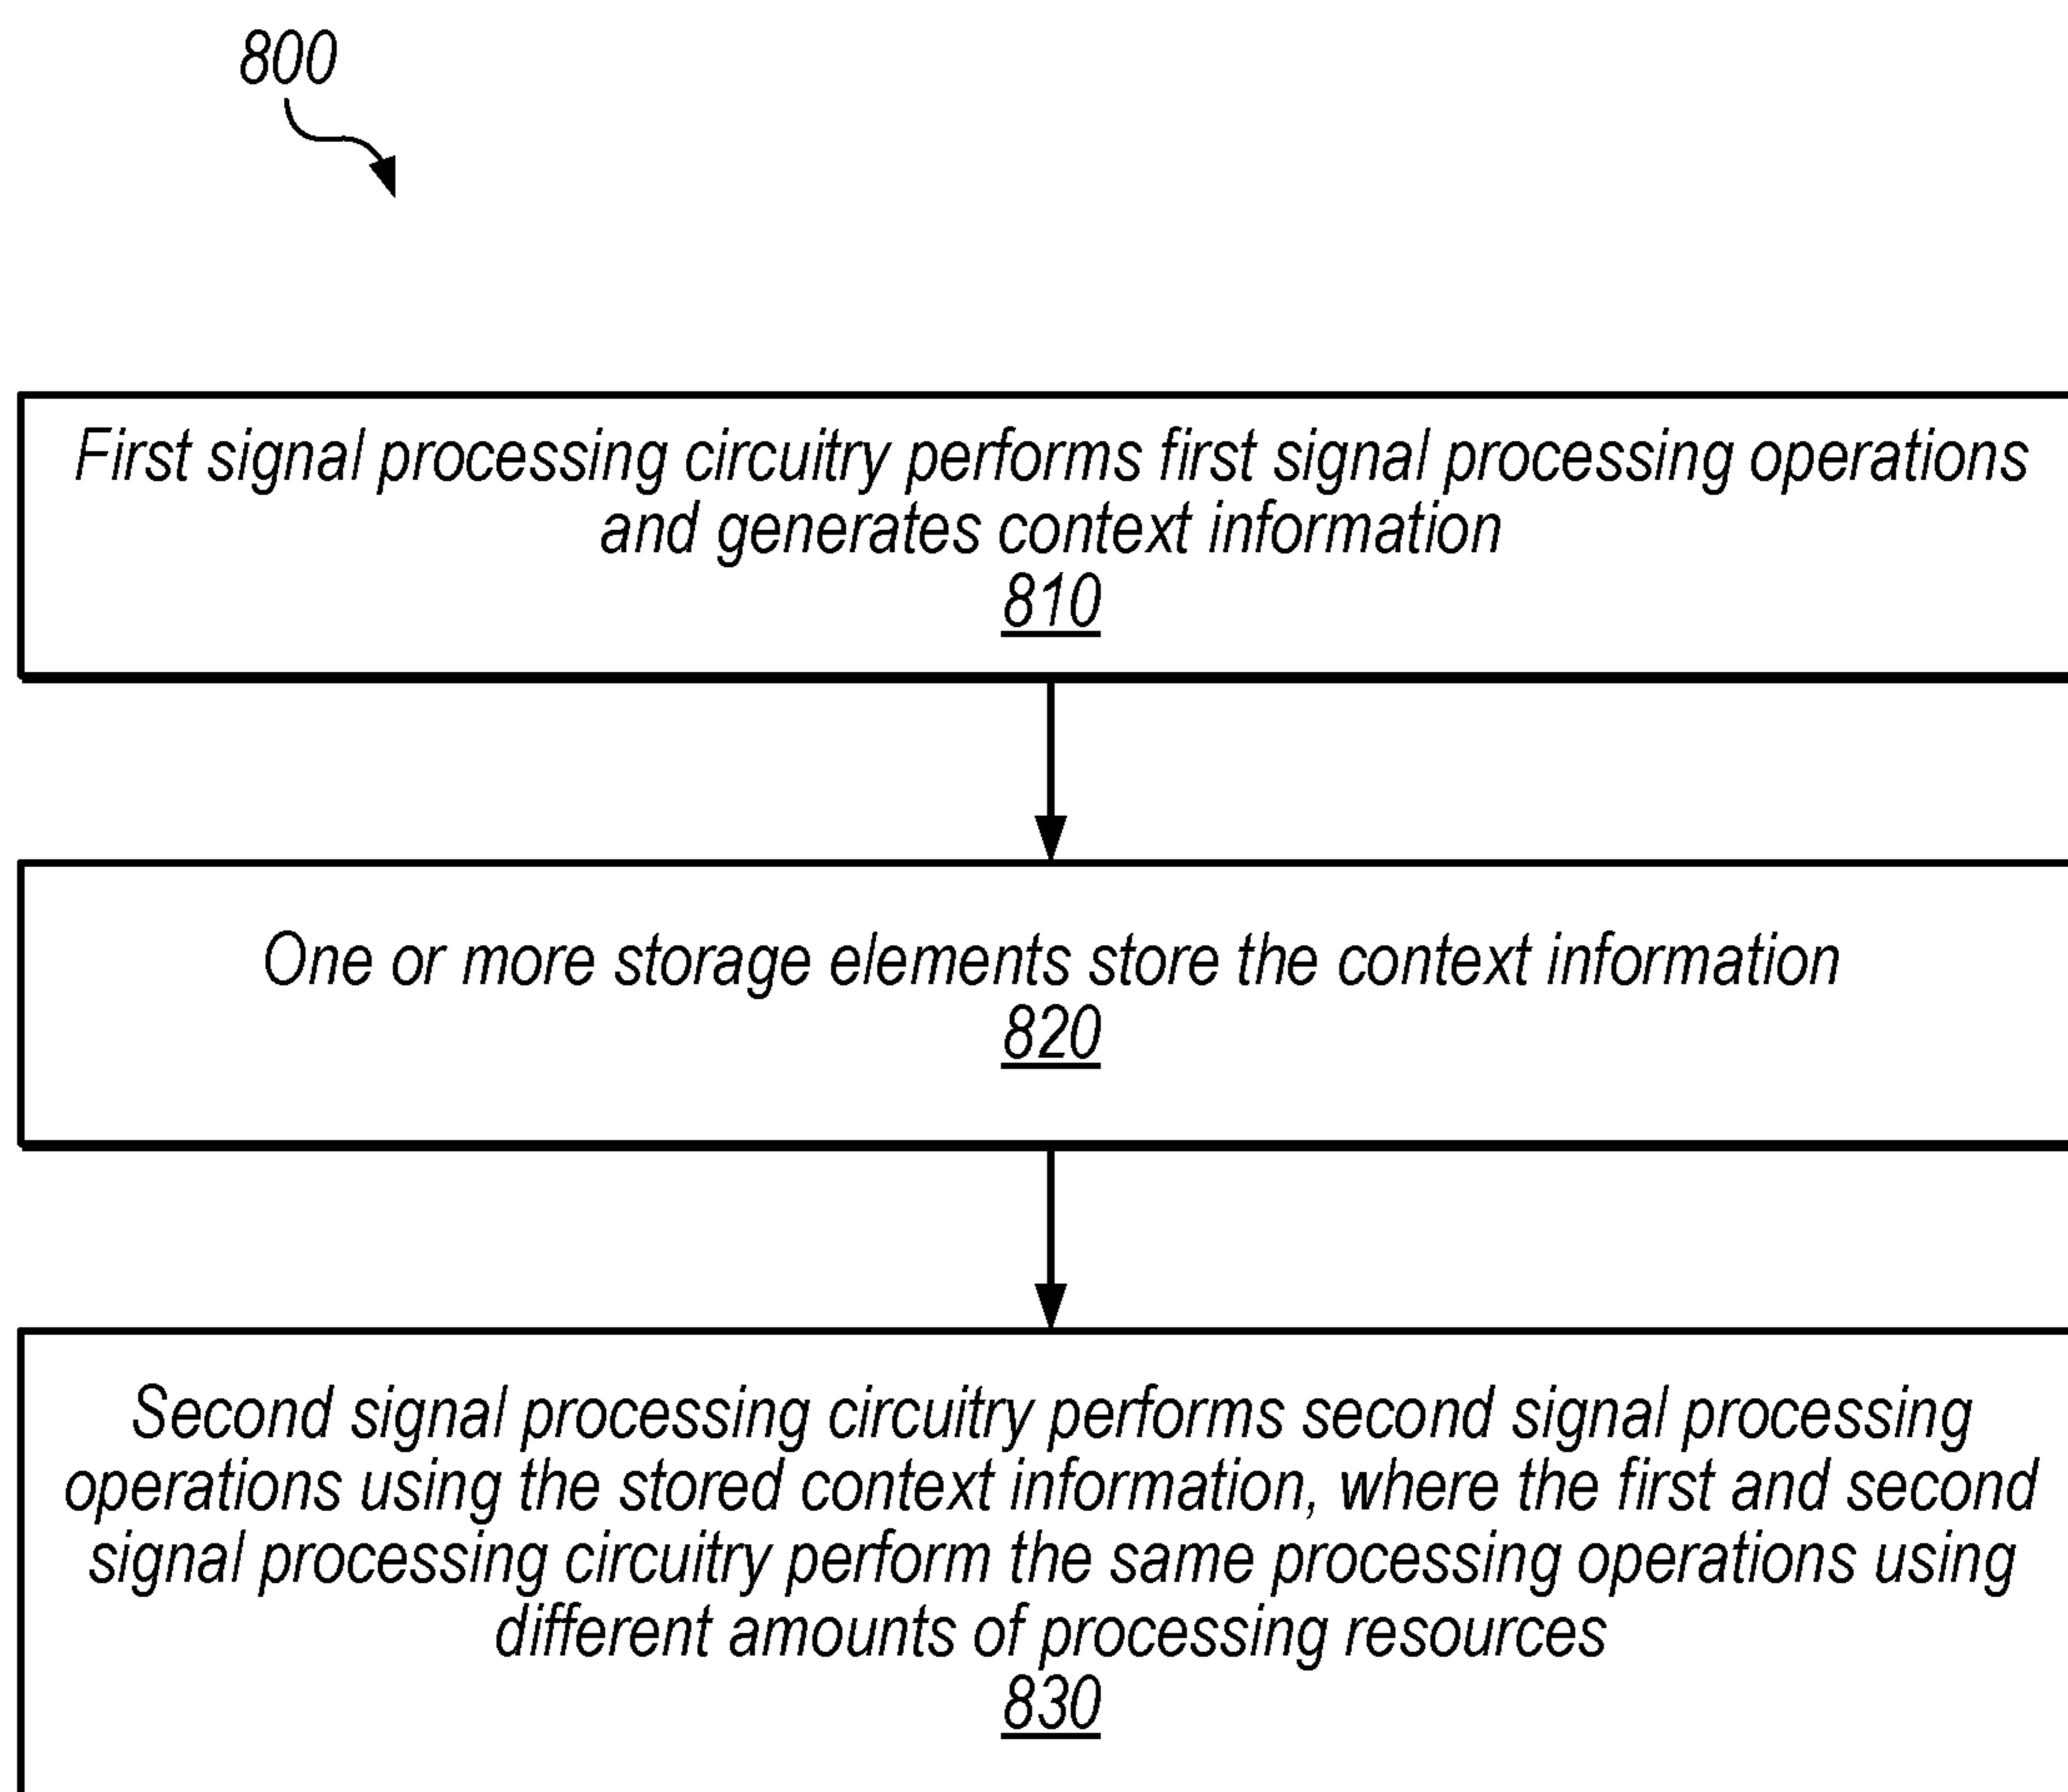 800
First signal processing circuitry performs first signal processing operations
and generates context information
810
One or more storage elements store the context information
820
Second signal processing circuitry performs second signal processing
operations using the stored context information, where the first and second
signal processing circuitry perform the same processing operations using
different amounts of processing resources
830